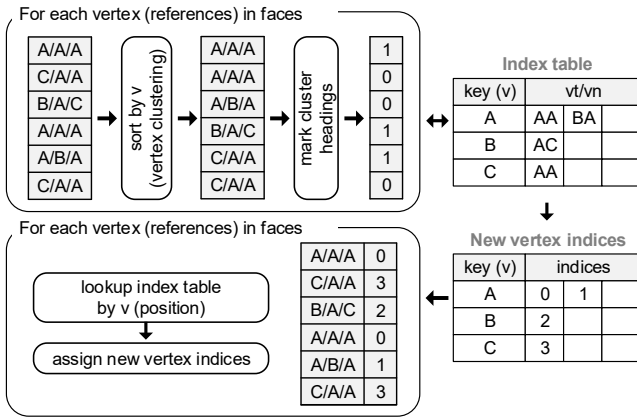 For each vertex (references) in faces
A/A/A
C/A/A
B/A/C
A/A/A
A/B/A
C/A/A
sort by v
(vertex clustering)
A/A/A
A/A/A
A/B/A
B/A/C
C/A/A
C/A/A
mark cluster
headings
1
0
0
1
1
0
Index table
key (v) vt/vn
A AA BA
B AC
C AA
New vertex indices
key (v) indices
A 0 1
B 2
C 3
For each vertex (references) in faces
lookup index table
by v (position)
assign new vertex indices
A/A/A 0
C/A/A 3
B/A/C 2
A/A/A 0
A/B/A 1
C/A/A 3